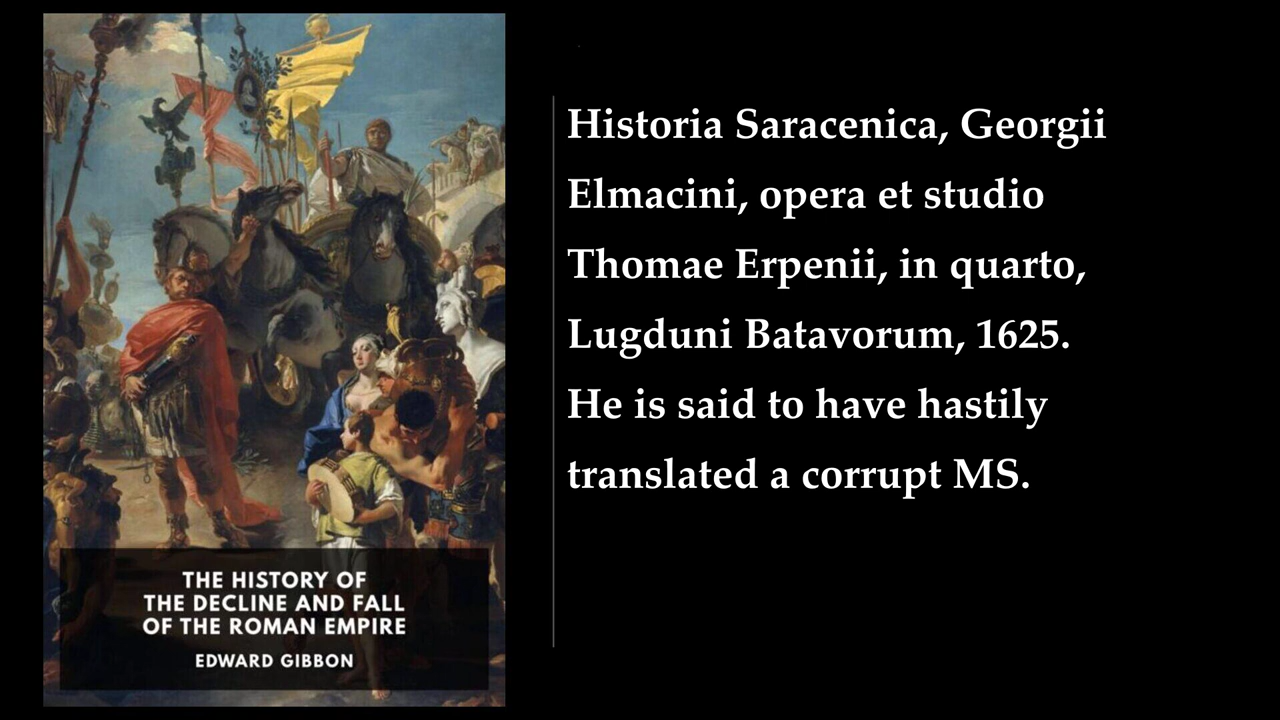 Historia Saracenica, Georgii
Elmacini, opera et studio
Thomae Erpenii, in quarto,
Lugduni Batavorum, 1625.
He is said to have hastily
translated a corrupt MS.
THE HISTORY OF
THE DECLINE AND FALL
OF THE ROMAN EMPIRE
EDWARD GIBBON